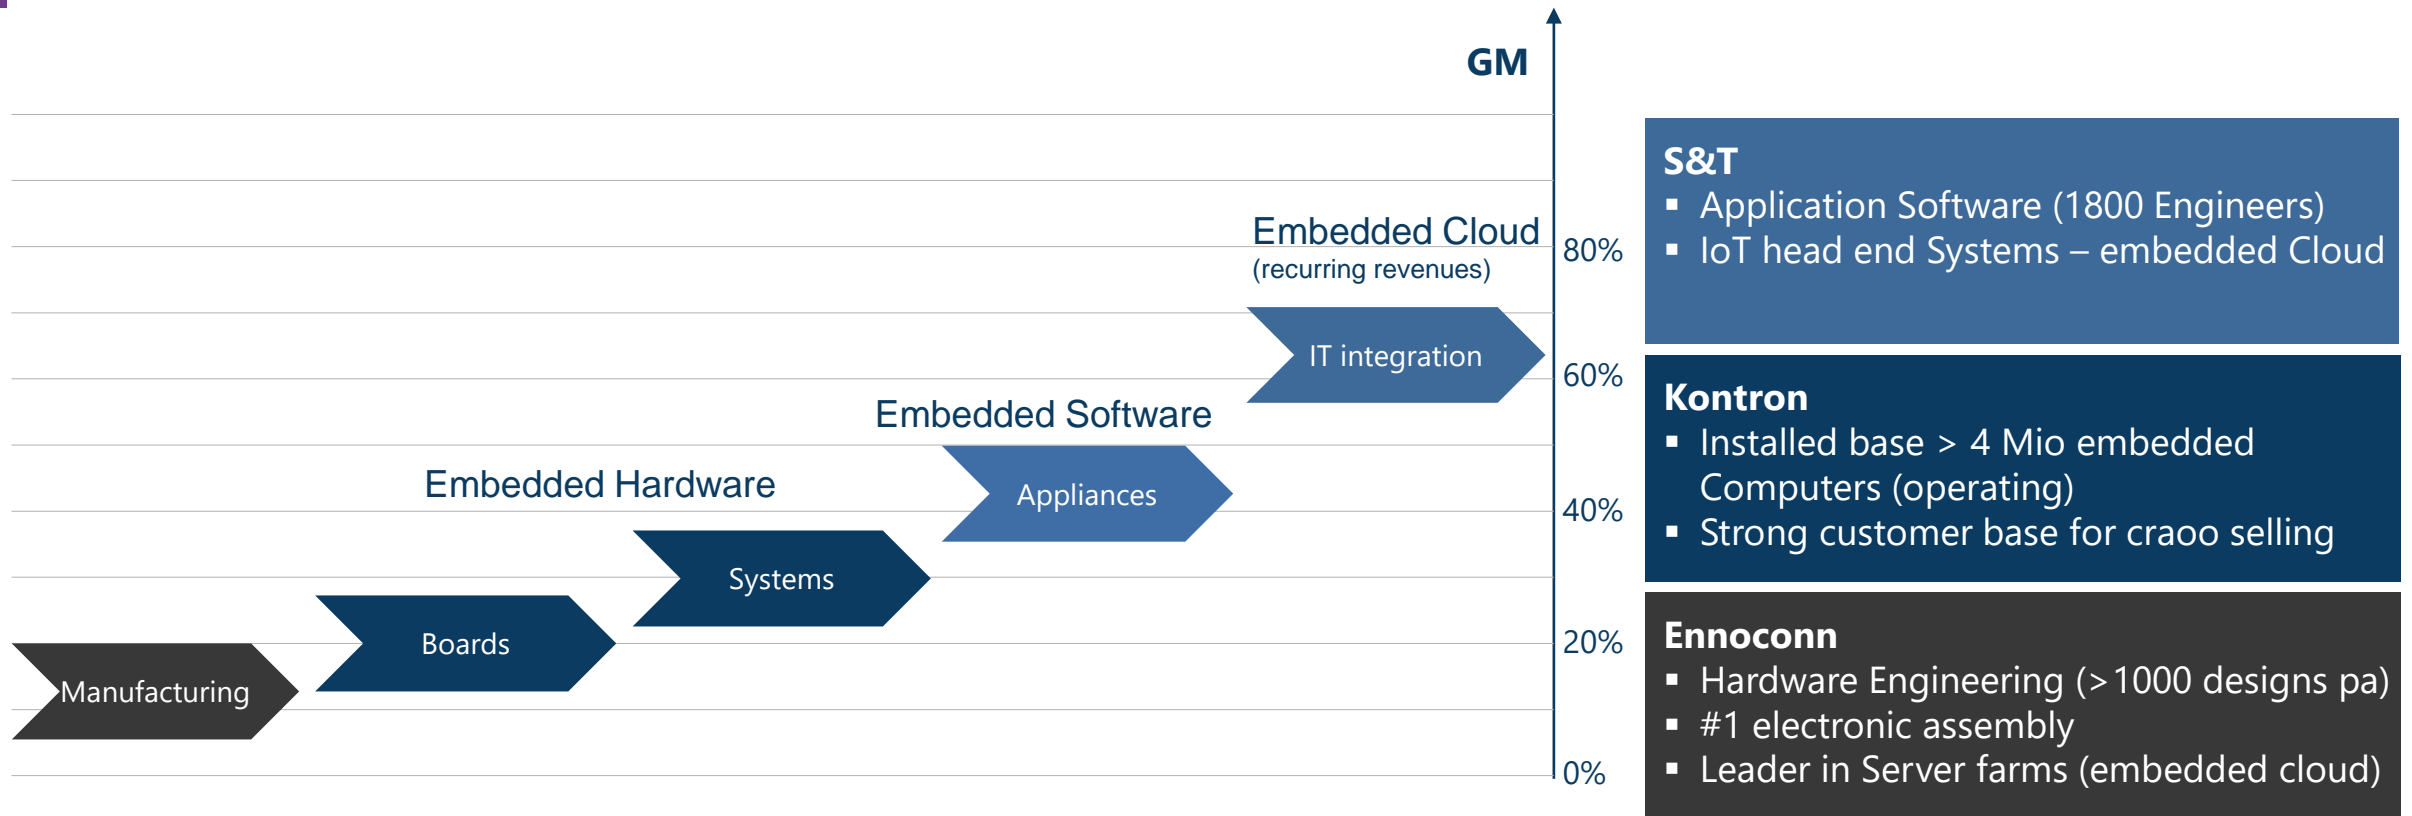 GM
Embedded Cloud
(recurring revenues)
80%
IT integration
60%
Embedded Software
Embedded Hardware
Appliances
40%
Systems
Boards
20%
Manufacturing
0%
S&T
▪ Application Software (1800 Engineers)
▪ IoT head end Systems – embedded Cloud
Kontron
▪ Installed base > 4 Mio embedded
Computers (operating)
▪ Strong customer base for craoo selling
Ennoconn
▪ Hardware Engineering (>1000 designs pa)
▪ #1 electronic assembly
▪ Leader in Server farms (embedded cloud)